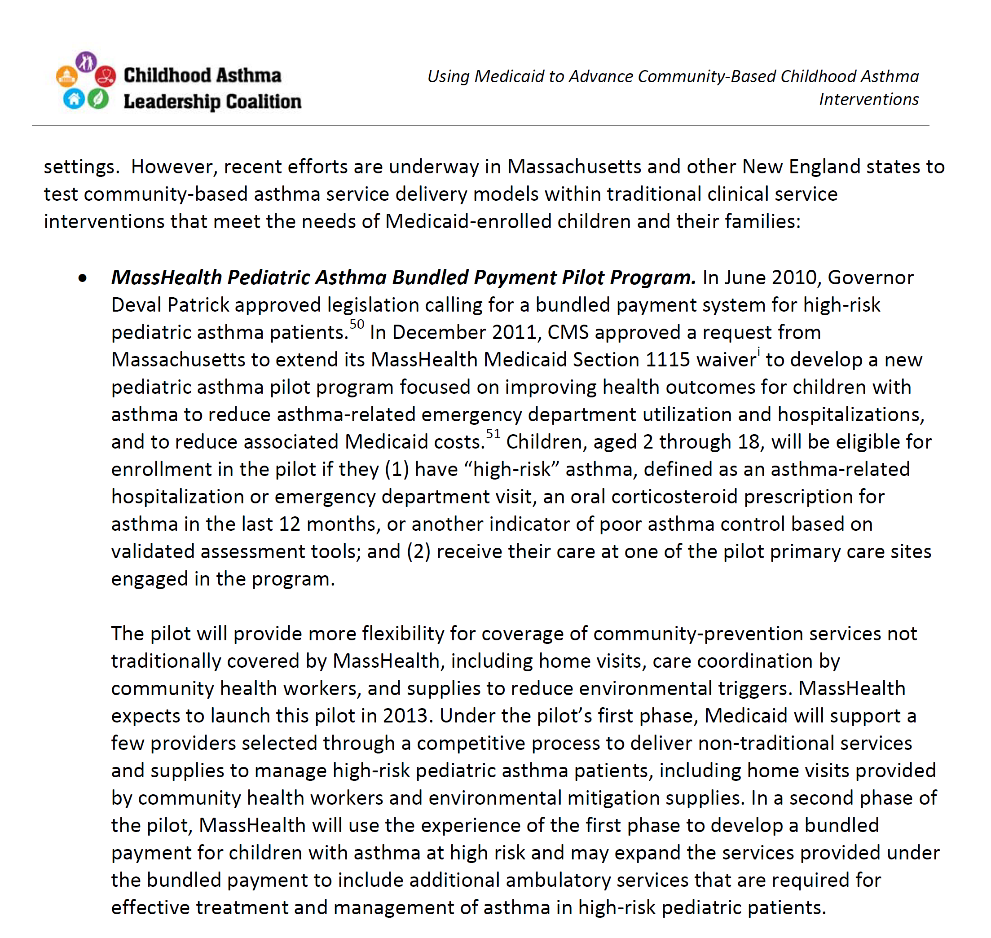 Childhood Asthma
Leadership Coalition
Using Medicaid to Advance Community-Based Childhood Asthma
Interventions
settings.  However, recent efforts are underway in Massachusetts and other New England states to
test community-based asthma service delivery models within traditional clinical service
interventions that meet the needs of Medicaid-enrolled children and their families:
• MassHealth Pediatric Asthma Bundled Payment Pilot Program. In June 2010, Governor
Deval Patrick approved legislation calling for a bundled payment system for high-risk
pediatric asthma patients.50 In December 2011, CMS approved a request from
Massachusetts to extend its MassHealth Medicaid Section 1115 waiveri to develop a new
pediatric asthma pilot program focused on improving health outcomes for children with
asthma to reduce asthma-related emergency department utilization and hospitalizations,
and to reduce associated Medicaid costs.51 Children, aged 2 through 18, will be eligible for
enrollment in the pilot if they (1) have “high-risk” asthma, defined as an asthma-related
hospitalization or emergency department visit, an oral corticosteroid prescription for
asthma in the last 12 months, or another indicator of poor asthma control based on
validated assessment tools; and (2) receive their care at one of the pilot primary care sites
engaged in the program.
The pilot will provide more flexibility for coverage of community-prevention services not
traditionally covered by MassHealth, including home visits, care coordination by
community health workers, and supplies to reduce environmental triggers. MassHealth
expects to launch this pilot in 2013. Under the pilot’s first phase, Medicaid will support a
few providers selected through a competitive process to deliver non-traditional services
and supplies to manage high-risk pediatric asthma patients, including home visits provided
by community health workers and environmental mitigation supplies. In a second phase of
the pilot, MassHealth will use the experience of the first phase to develop a bundled
payment for children with asthma at high risk and may expand the services provided under
the bundled payment to include additional ambulatory services that are required for
effective treatment and management of asthma in high-risk pediatric patients.